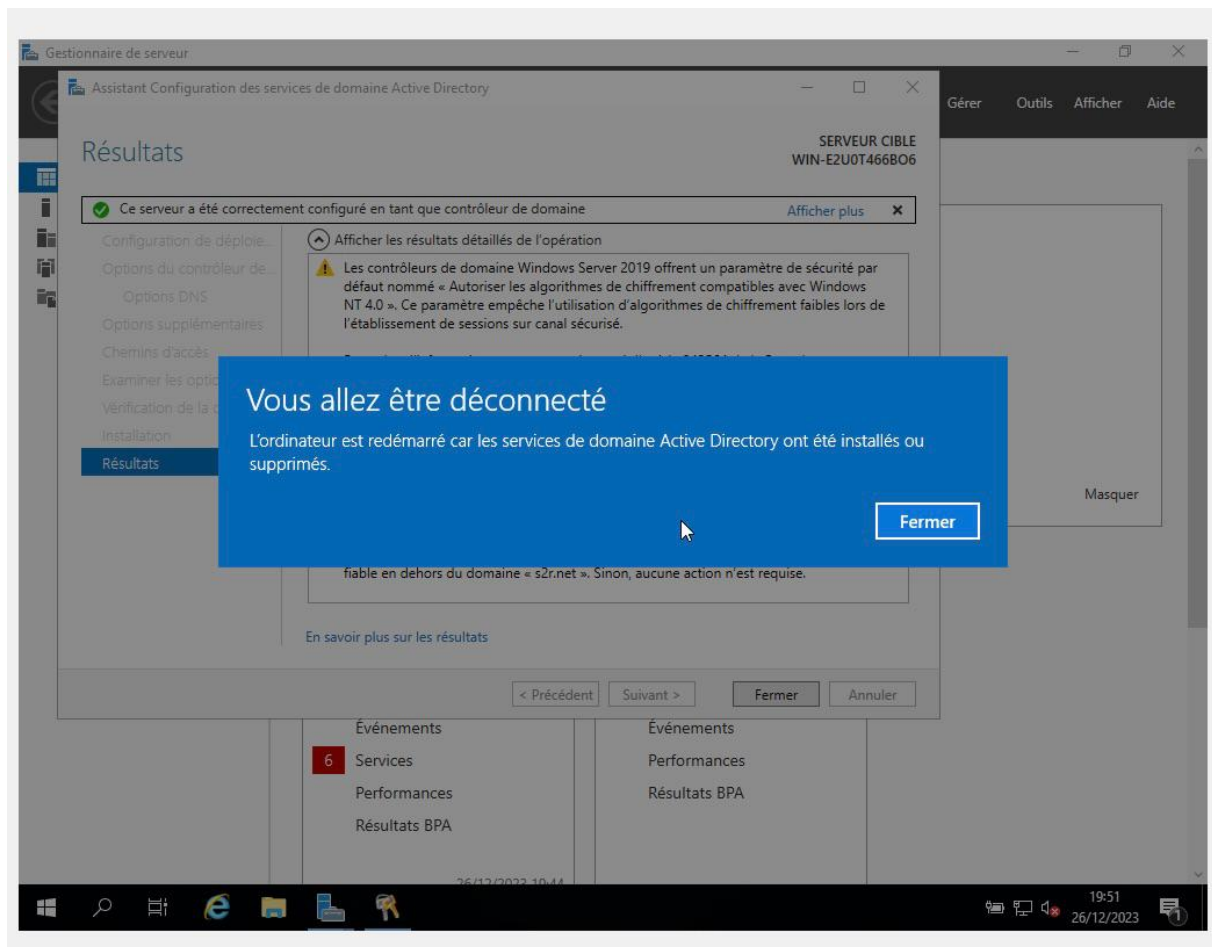 Gestionnaire de serveur
Assistant Configuration des services de domaine Active Directory
Gérer Outils Afficher Aide
Résultats
SERVEUR CIBLE
WIN-E2U0T466BO6
Ce serveur a été correctement configuré en tant que contrôleur de domaine
Afficher plus
Configuration de déploie...
Options du contrôleur de...
Options DNS
Options supplémentaires
Chemins d'accès
Examiner les optio
Vérification de la c
Installation
Résultats
Afficher les résultats détaillés de l'opération
Les contrôleurs de domaine Windows Server 2019 offrent un paramètre de sécurité par
défaut nommé « Autoriser les algorithmes de chiffrement compatibles avec Windows
NT 4.0 ». Ce paramètre empêche l'utilisation d'algorithmes de chiffrement faibles lors de
l'établissement de sessions sur canal sécurisé.
Vous allez être déconnecté
L'ordinateur est redémarré car les services de domaine Active Directory ont été installés ou
supprimés.
Fermer
Masquer
fiable en dehors du domaine « s2r.net ». Sinon, aucune action n'est requise.
En savoir plus sur les résultats
< Précédent Suivant > Fermer Annuler
Événements
6 Services
Performances
Résultats BPA
Événements
Performances
Résultats BPA
19:51
26/12/2023
1